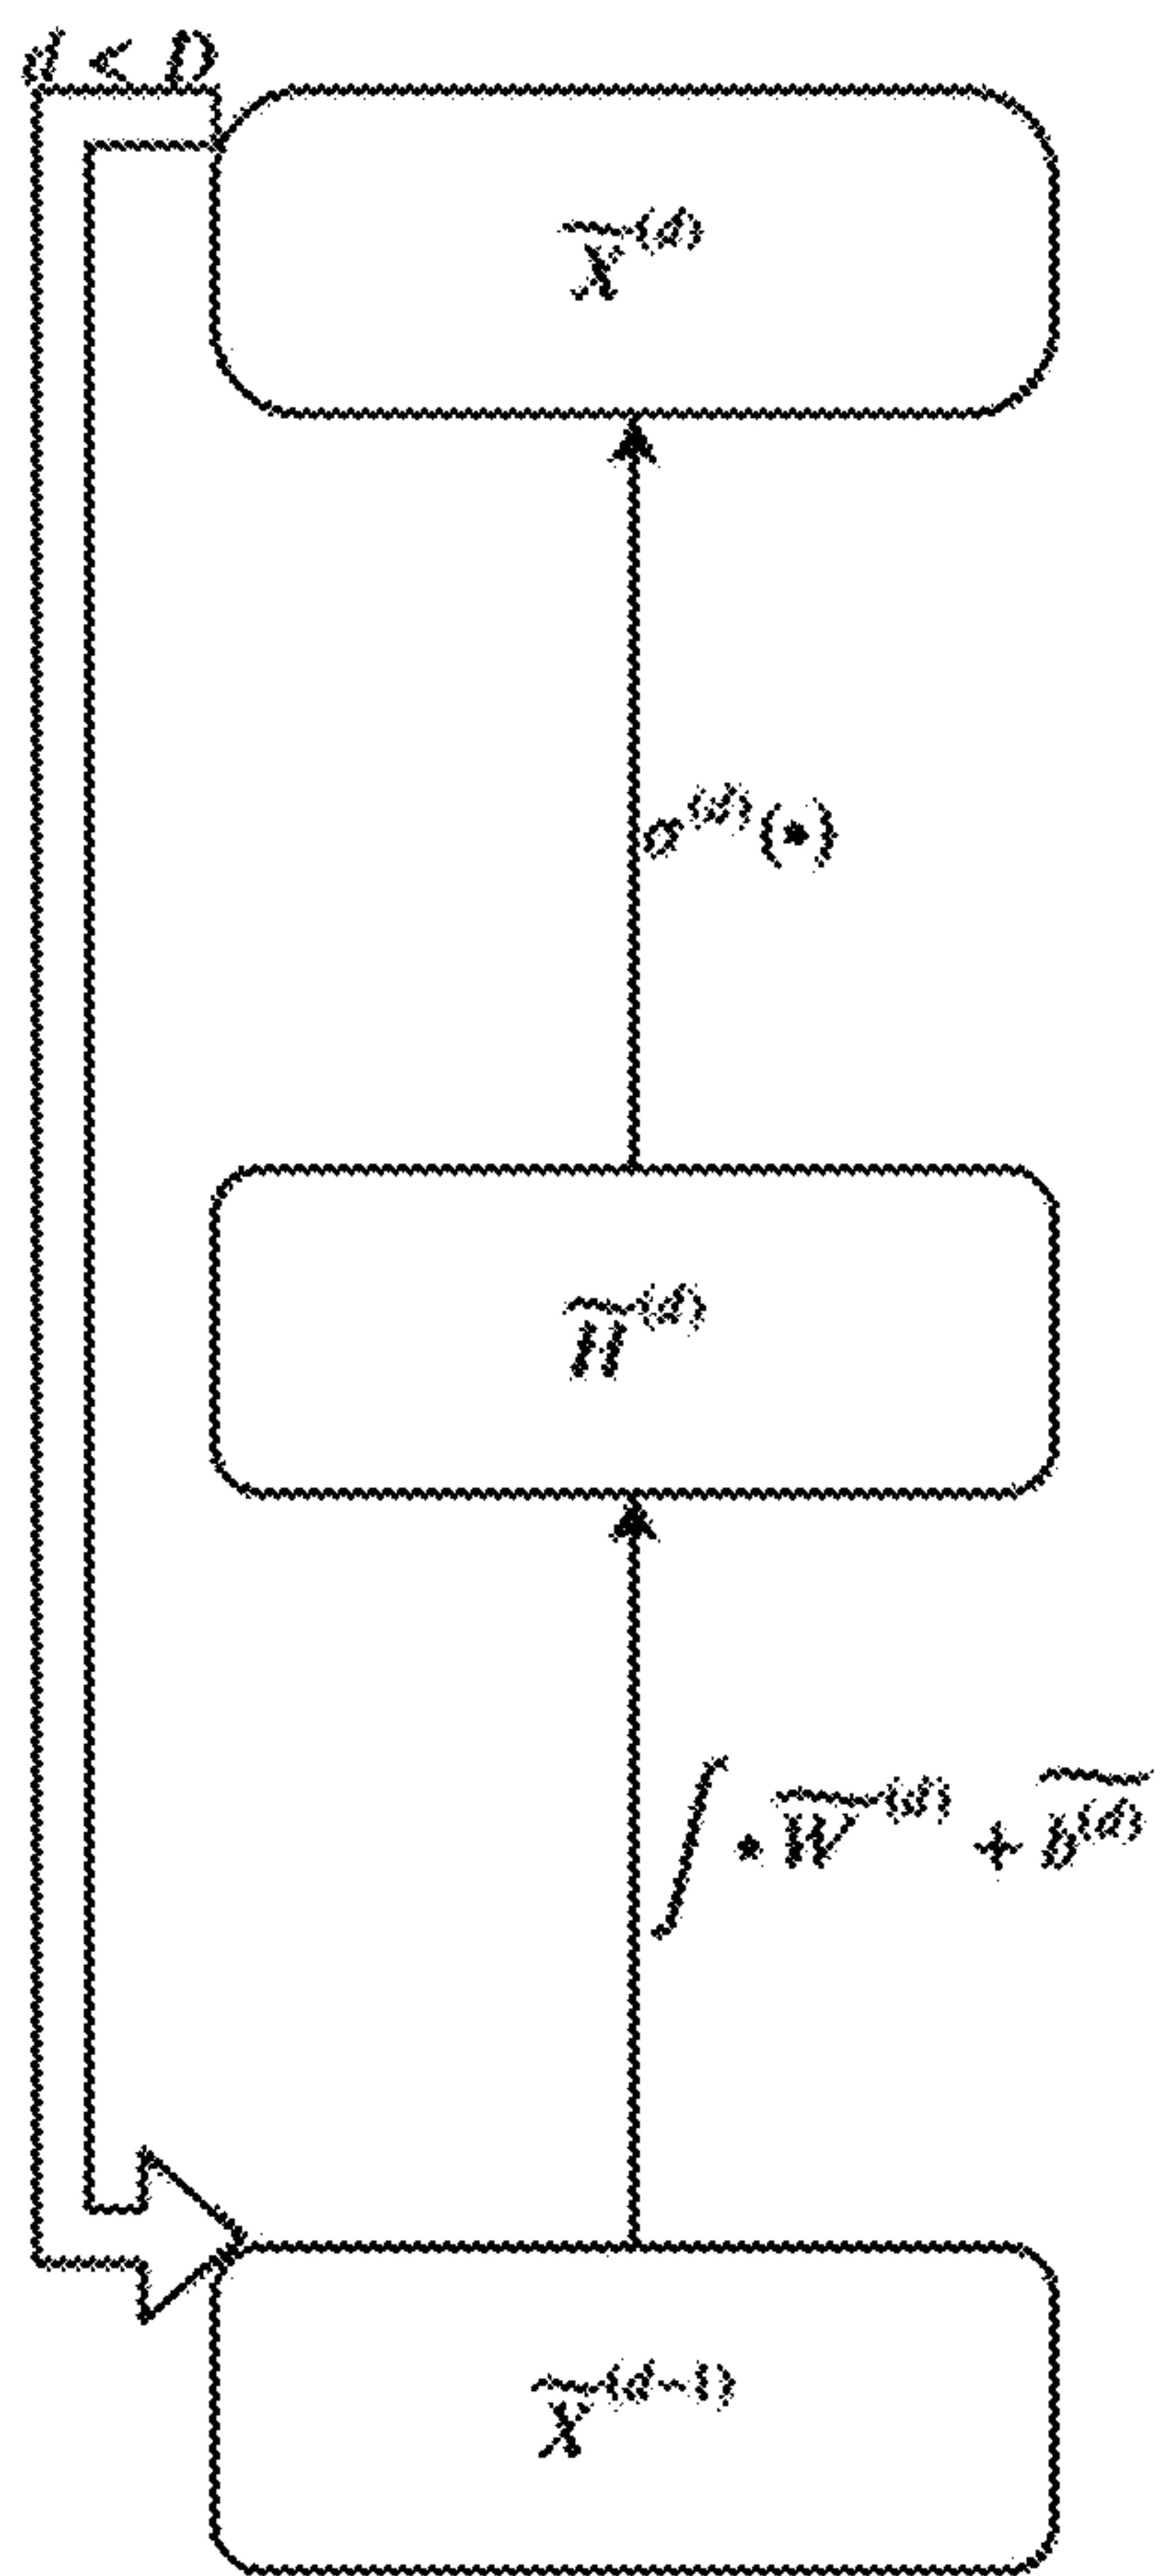 d < D
X̃^(d)
σ^(d)(•)
H̃^(d)
∫ • W̃^(d) + b̃^(d)
X̃^(d−1)